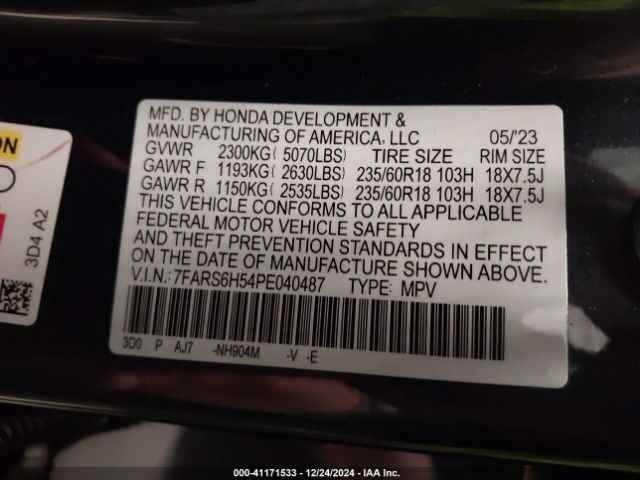 MFD. BY HONDA DEVELOPMENT &
MANUFACTURING OF AMERICA, LLC 05/'23
GVWR 2300KG( 5070LBS) TIRE SIZE RIM SIZE
GAWR F 1193KG( 2630LBS) 235/60R18 103H 18X7.5J
GAWR R 1150KG( 2535LBS) 235/60R18 103H 18X7.5J
THIS VEHICLE CONFORMS TO ALL APPLICABLE
FEDERAL MOTOR VEHICLE SAFETY
AND THEFT PREVENTION STANDARDS IN EFFECT
ON THE DATE OF MANUFACTURE SHOWN ABOVE.
V.I.N.:7FARS6H54PE040487 TYPE: MPV
3D0 P AJ7 -NH904M -V -E
3D4 A2
000-41171533 - 12/24/2024 - IAA Inc.